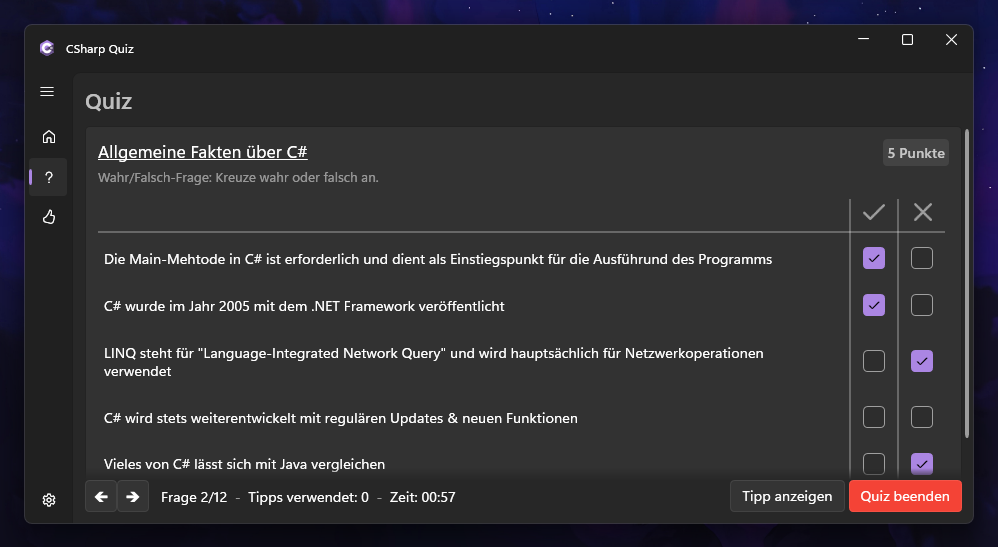 CSharp Quiz
Quiz
Allgemeine Fakten über C#
5 Punkte
Wahr/Falsch-Frage: Kreuze wahr oder falsch an.
Die Main-Mehtode in C# ist erforderlich und dient als Einstiegspunkt für die Ausführund des Programms
C# wurde im Jahr 2005 mit dem .NET Framework veröffentlicht
LINQ steht für "Language-Integrated Network Query" und wird hauptsächlich für Netzwerkoperationen
verwendet
C# wird stets weiterentwickelt mit regulären Updates & neuen Funktionen
Vieles von C# lässt sich mit Java vergleichen
Frage 2/12 - Tipps verwendet: 0 - Zeit: 00:57
Tipp anzeigen
Quiz beenden